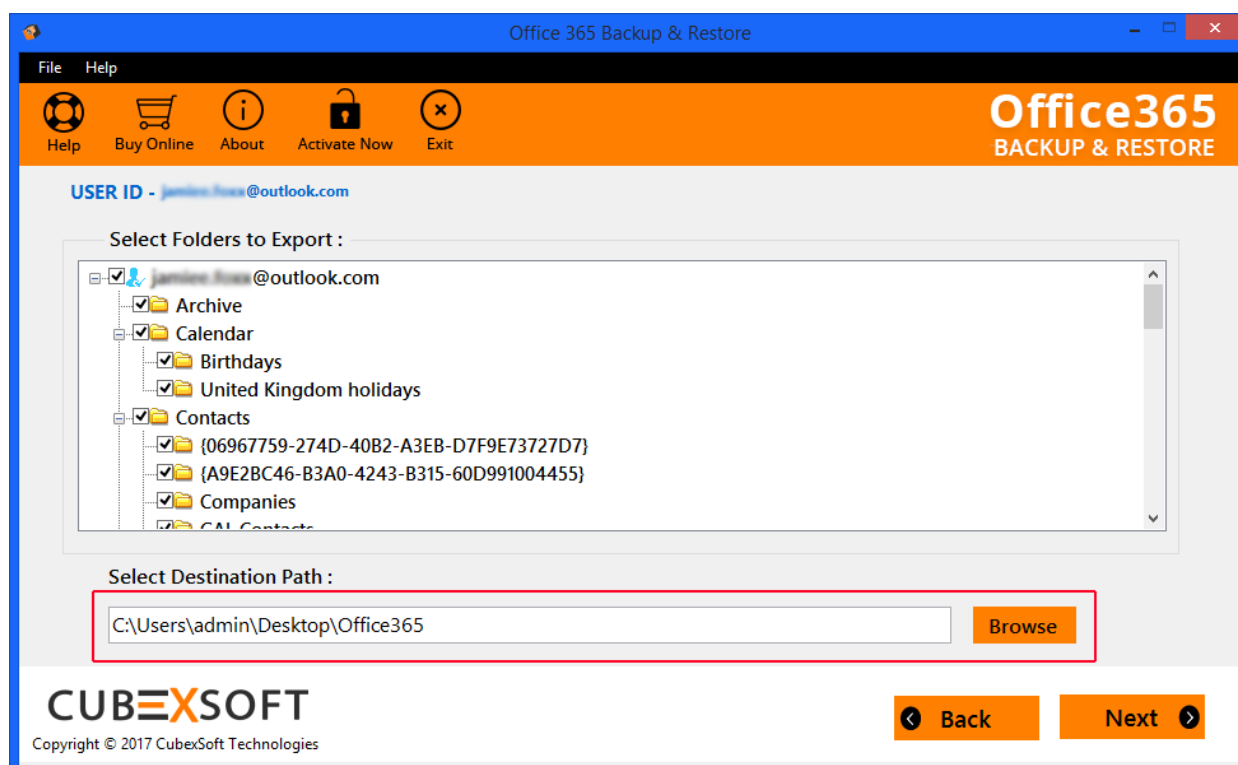 Office 365 Backup & Restore
File Help
Help Buy Online About Activate Now Exit
Office365
BACKUP & RESTORE
USER ID - @outlook.com
Select Folders to Export :
@outlook.com
Archive
Calendar
Birthdays
United Kingdom holidays
Contacts
{06967759-274D-40B2-A3EB-D7F9E73727D7}
{A9E2BC46-B3A0-4243-B315-60D991004455}
Companies
GAL Contacts
Select Destination Path :
C:\Users\admin\Desktop\Office365
Browse
CUBEXSOFT
Back Next
Copyright © 2017 CubexSoft Technologies